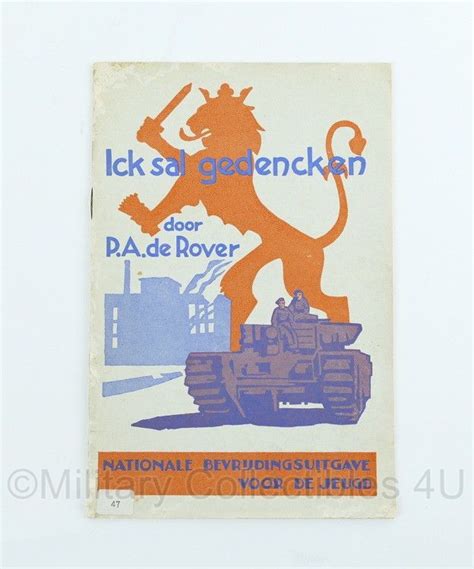 Ick sal gedencken
door
P.A. de Rover
NATIONALE BEVRIJDINGSUITGAVE
VOOR DE JEUGD
©Military Collectibles 4U
47